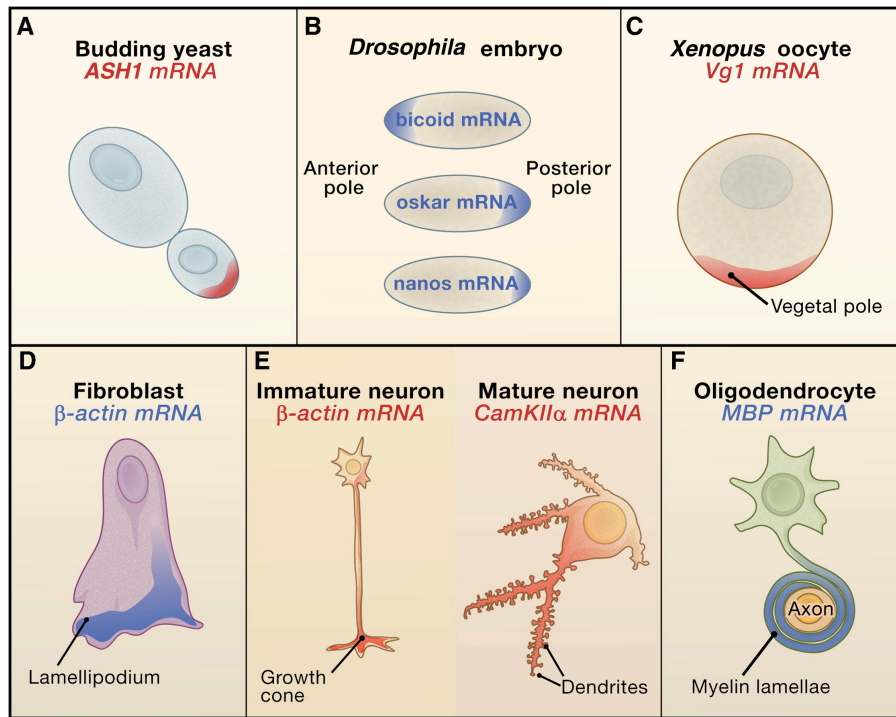 A
Budding yeast
ASH1 mRNA
B
Drosophila embryo
bicoid mRNA
Anterior
pole
Posterior
pole
oskar mRNA
nanos mRNA
C
Xenopus oocyte
Vg1 mRNA
Vegetal pole
D
Fibroblast
β-actin mRNA
Lamellipodium
E
Immature neuron
β-actin mRNA
Growth
cone
Mature neuron
CamKIIα mRNA
Dendrites
F
Oligodendrocyte
MBP mRNA
Axon
Myelin lamellae